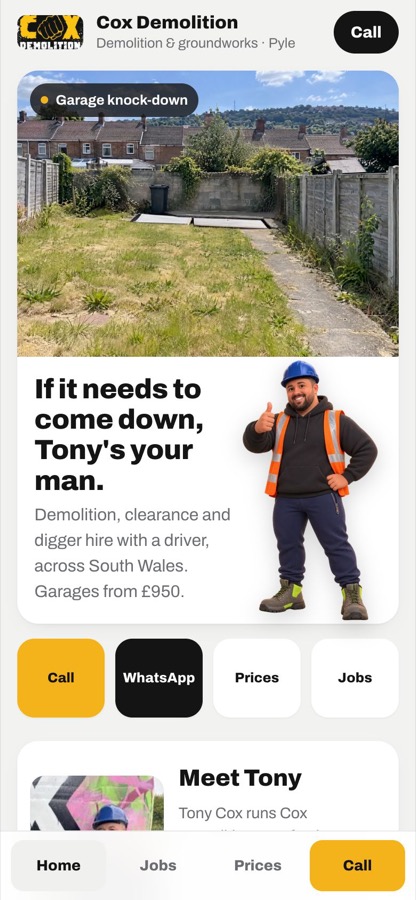 COX
DEMOLITION
Cox Demolition
Demolition & groundworks · Pyle
Call
Garage knock-down
If it needs to
come down,
Tony's your
man.
Demolition, clearance and
digger hire with a driver,
across South Wales.
Garages from £950.
Call
WhatsApp
Prices
Jobs
Meet Tony
Tony Cox runs Cox
Home
Jobs
Prices
Call